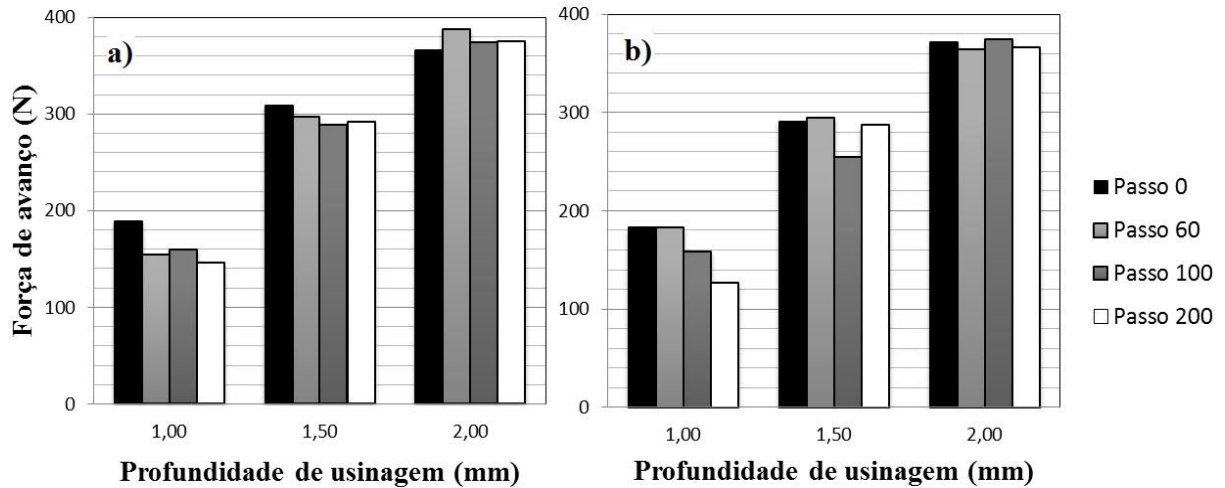 a)
Força de avanço (N)
400
300
200
100
0
1,00 1,50 2,00
Profundidade de usinagem (mm)
b)
400
300
200
100
0
1,00 1,50 2,00
Profundidade de usinagem (mm)
Passo 0
Passo 60
Passo 100
Passo 200